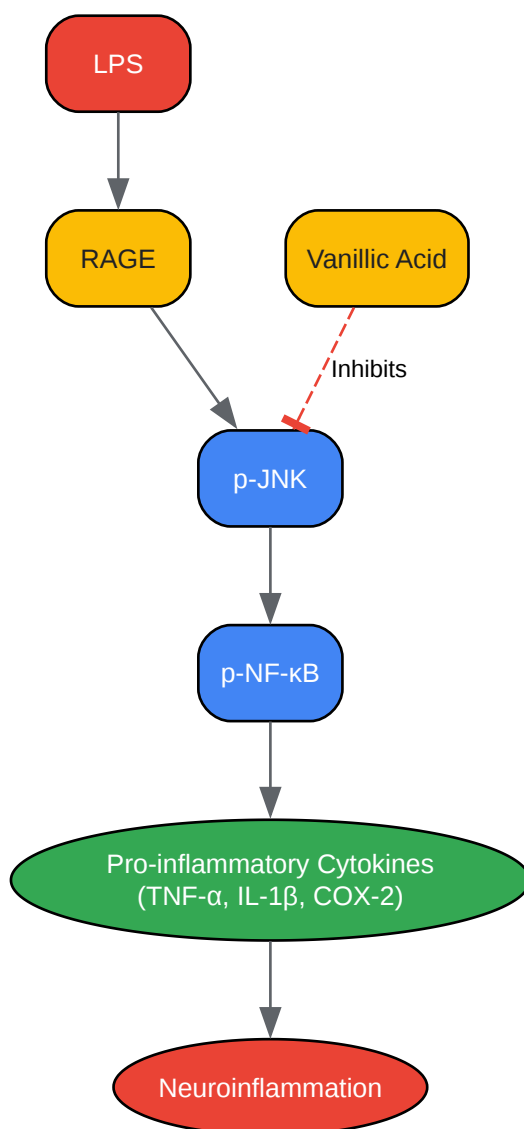 LPS
RAGE
Vanillic Acid
Inhibits
p-JNK
p-NF-κB
Pro-inflammatory Cytokines
(TNF-α, IL-1β, COX-2)
Neuroinflammation